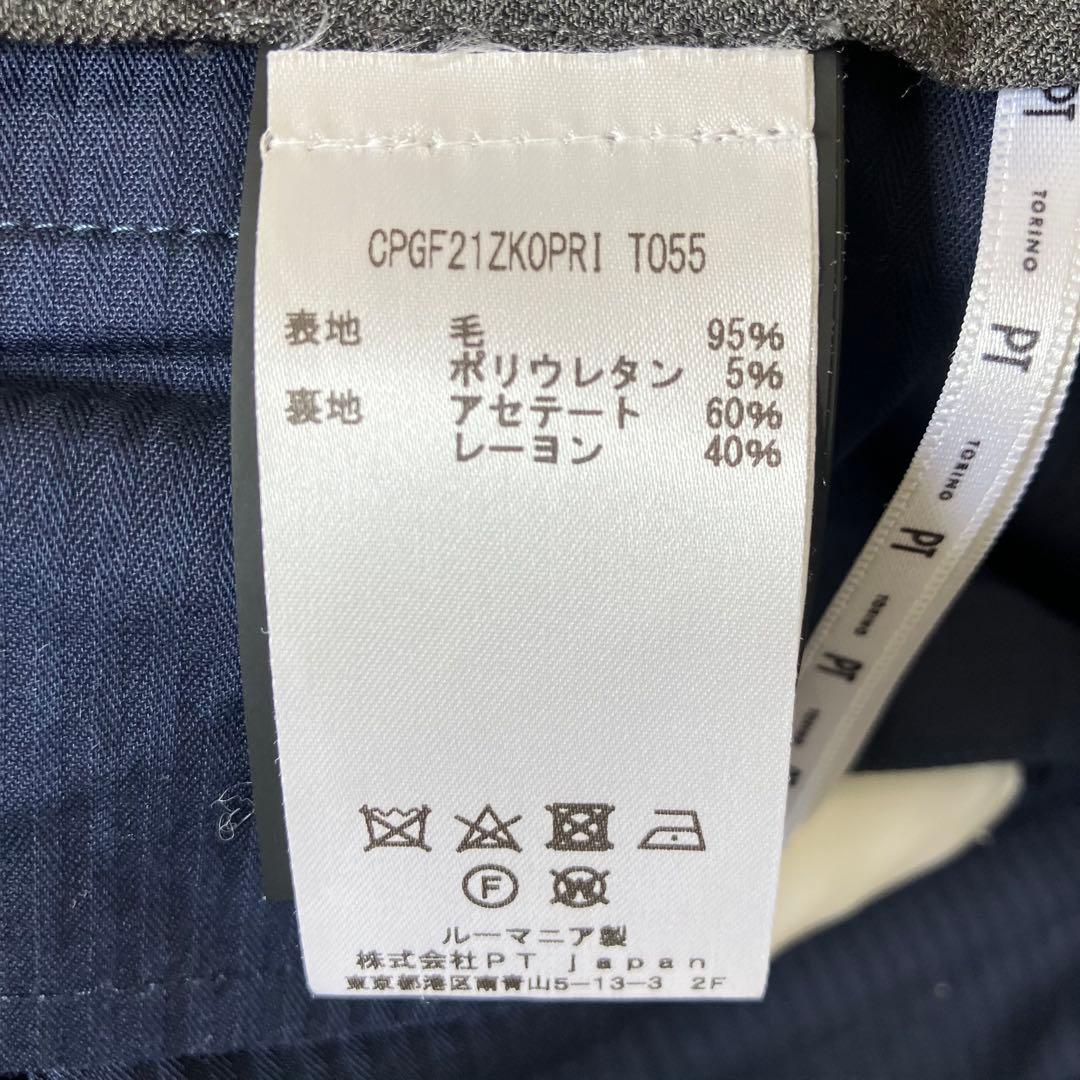 CPGF21ZK0PRI T055
表地 毛 95%
ポリウレタン 5%
裏地 アセテート 60%
レーヨン 40%
F
W
ルーマニア製
株式会社PT japan
東京都港区南青山5-13-3 2F
PT
TORINO
PT
TORINO
PT
TORINO
PT
TORINO